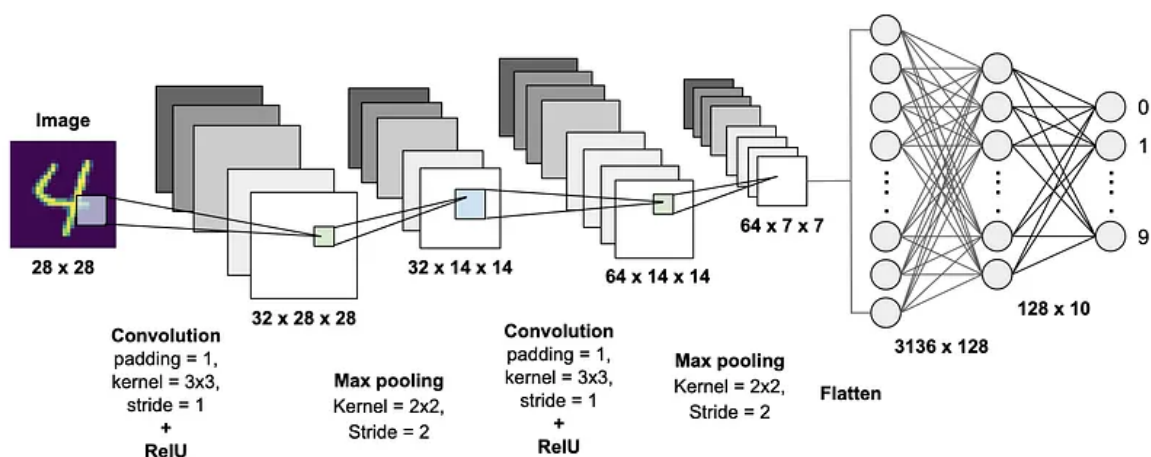 Image
28 x 28
32 x 28 x 28
Convolution
padding = 1,
kernel = 3x3,
stride = 1
+
RelU
32 x 14 x 14
Max pooling
Kernel = 2x2,
Stride = 2
64 x 14 x 14
Convolution
padding = 1,
kernel = 3x3,
stride = 1
+
RelU
64 x 7 x 7
Max pooling
Kernel = 2x2,
Stride = 2
Flatten
3136 x 128
128 x 10
0
1
9